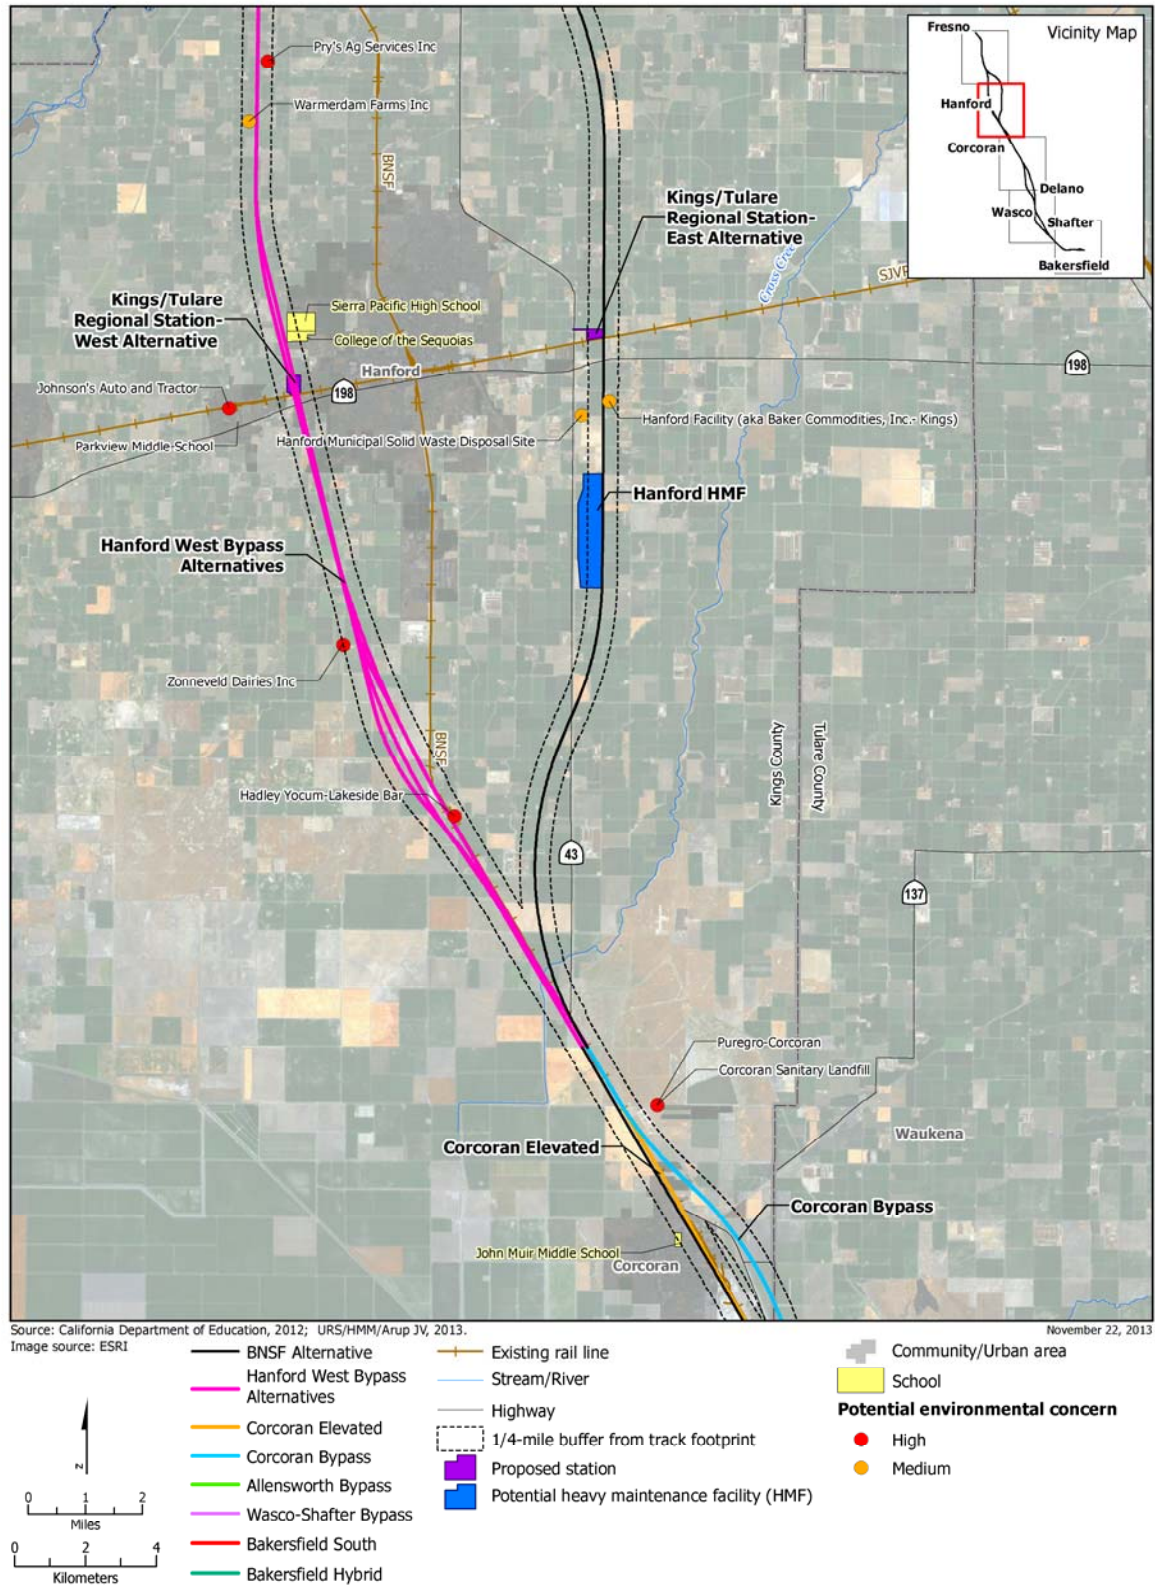 Pry's Ag Services Inc
Warmerdam Farms Inc
BNSF
Vicinity Map
Fresno
Hanford
Corcoran
Delano
Wasco
Shafter
Bakersfield
Kings/Tulare
Regional Station-
East Alternative
Cross Creek
SJVR
Kings/Tulare
Regional Station-
West Alternative
Sierra Pacific High School
College of the Sequoias
Hanford
198
198
Johnson's Auto and Tractor
Parkview Middle School
Hanford Municipal Solid Waste Disposal Site
Hanford Facility (aka Baker Commodities, Inc.- Kings)
Hanford HMF
Hanford West Bypass
Alternatives
Zonneveld Dairies Inc
BNSF
Kings County
Tulare County
Hadley Yocum-Lakeside Bar
43
137
Puregro-Corcoran
Corcoran Sanitary Landfill
Waukena
Corcoran Elevated
Corcoran Bypass
John Muir Middle School
Corcoran
Source: California Department of Education, 2012; URS/HMM/Arup JV, 2013.
Image source: ESRI
November 22, 2013
BNSF Alternative
Hanford West Bypass
Alternatives
Corcoran Elevated
Corcoran Bypass
Allensworth Bypass
Wasco-Shafter Bypass
Bakersfield South
Bakersfield Hybrid
Existing rail line
Stream/River
Highway
1/4-mile buffer from track footprint
Proposed station
Potential heavy maintenance facility (HMF)
Community/Urban area
School
Potential environmental concern
High
Medium
N
0 1 2
Miles
0 2 4
Kilometers